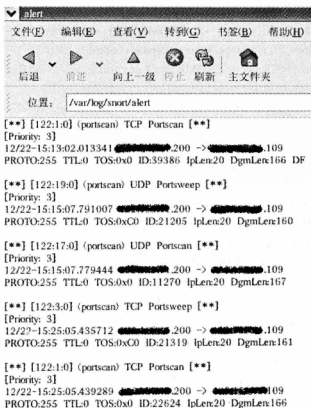 alert
文件(F) 编辑(E) 查看(V) 转到(G) 书签(B) 帮助(H)
后退 前进 向上一级 停止 刷新 主文件夹
位置: /var/log/snort/alert
[**] [122:1:0] (portscan) TCP Portscan [**]
[Priority: 3]
12/22-15:13:02.013341 .200 -> .109
PROTO:255 TTL:0 TOS:0x0 ID:39386 IpLen:20 DgmLen:166 DF
[**] [122:19:0] (portscan) UDP Portsweep [**]
[Priority: 3]
12/22-15:15:07.791007 .200 -> .109
PROTO:255 TTL:0 TOS:0xC0 ID:21205 IpLen:20 DgmLen:160
[**] [122:17:0] (portscan) UDP Portscan [**]
[Priority: 3]
12/22-15:15:07.779444 .200 -> .109
PROTO:255 TTL:0 TOS:0x0 ID:11270 IpLen:20 DgmLen:167
[**] [122:3:0] (portscan) TCP Portsweep [**]
[Priority: 3]
12/22-15:25:05.435712 .200 -> .109
PROTO:255 TTL:0 TOS:0xC0 ID:21319 IpLen:20 DgmLen:161
[**] [122:1:0] (portscan) TCP Portscan [**]
[Priority: 3]
12/22-15:25:05.439289 .200 -> 109
PROTO:255 TTL:0 TOS:0x0 ID:22624 IpLen:20 DgmLen:166